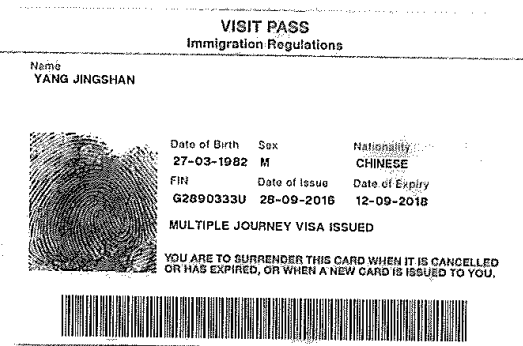 VISIT PASS
Immigration Regulations
Name
YANG JINGSHAN
Date of Birth Sex Nationality
27-03-1982 M CHINESE
FIN Date of Issue Date of Expiry
G2890333U 28-09-2016 12-09-2018
MULTIPLE JOURNEY VISA ISSUED
YOU ARE TO SURRENDER THIS CARD WHEN IT IS CANCELLED
OR HAS EXPIRED, OR WHEN A NEW CARD IS ISSUED TO YOU.